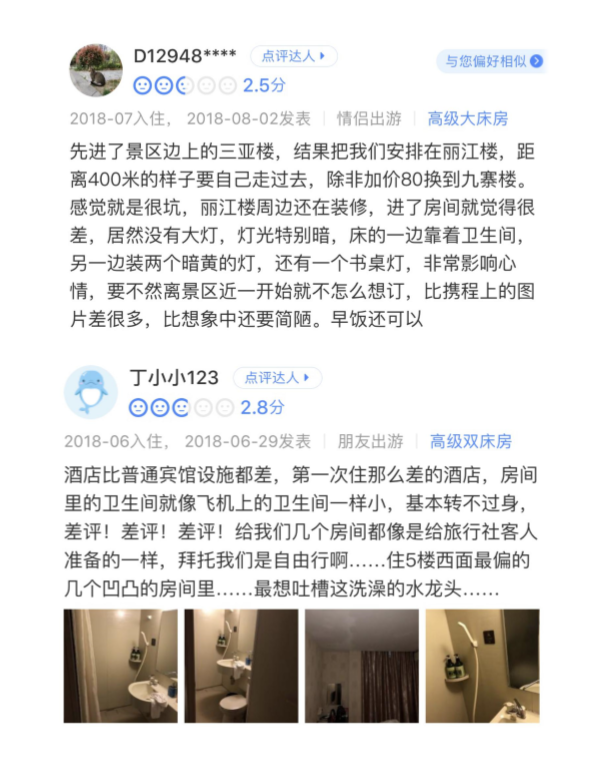 D12948**** 点评达人 与您偏好相似
2.5分
2018-07入住， 2018-08-02发表 情侣出游 高级大床房
先进了景区边上的三亚楼，结果把我们安排在丽江楼，距
离400米的样子要自己走过去，除非加价80换到九寨楼。
感觉就是很坑，丽江楼周边还在装修，进了房间就觉得很
差，居然没有大灯，灯光特别暗，床的一边靠着卫生间，
另一边装两个暗黄的灯，还有一个书桌灯，非常影响心
情，要不然离景区近一开始就不怎么想订，比携程上的图
片差很多，比想象中还要简陋。早饭还可以
丁小小123 点评达人
2.8分
2018-06入住， 2018-06-29发表 朋友出游 高级双床房
酒店比普通宾馆设施都差，第一次住那么差的酒店，房间
里的卫生间就像飞机上的卫生间一样小，基本转不过身，
差评！差评！差评！给我们几个房间都像是给旅行社客人
准备的一样，拜托我们是自由行啊……住5楼西面最偏的
几个凹凸的房间里……最想吐槽这洗澡的水龙头……